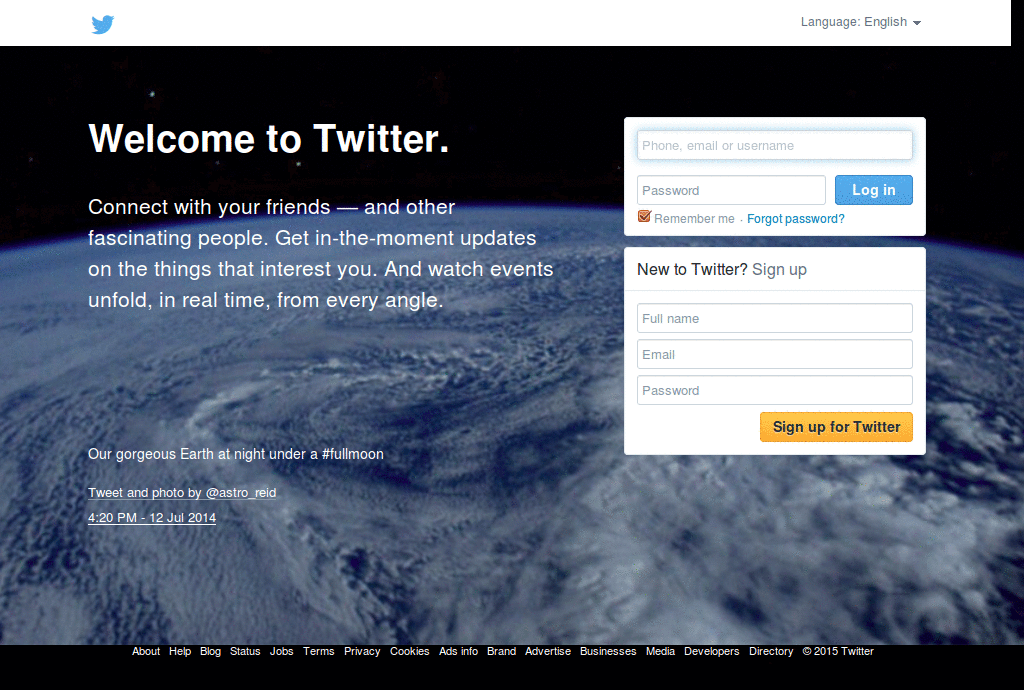 Language: English
Welcome to Twitter.
Connect with your friends — and other
fascinating people. Get in-the-moment updates
on the things that interest you. And watch events
unfold, in real time, from every angle.
Our gorgeous Earth at night under a #fullmoon
Tweet and photo by @astro_reid
4:20 PM - 12 Jul 2014
Phone, email or username
Password Log in
Remember me · Forgot password?
New to Twitter? Sign up
Full name
Email
Password
Sign up for Twitter
About Help Blog Status Jobs Terms Privacy Cookies Ads info Brand Advertise Businesses Media Developers Directory © 2015 Twitter